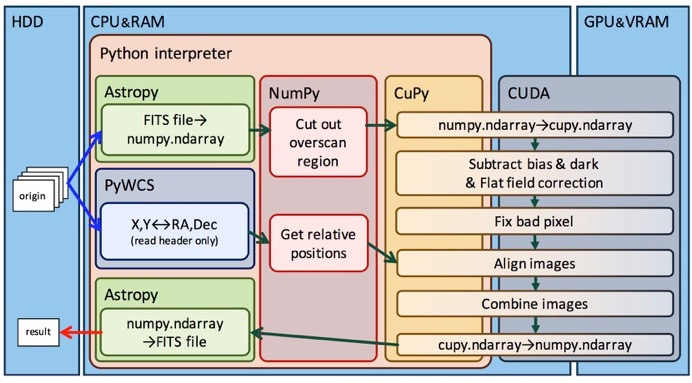 HDD
CPU&RAM
GPU&VRAM
Python interpreter
Astropy
NumPy
CuPy
CUDA
FITS file→
numpy.ndarray
Cut out
overscan
region
numpy.ndarray→cupy.ndarray
Subtract bias & dark
& Flat field correction
PyWCS
origin
X,Y↔RA,Dec
(read header only)
Get relative
positions
Fix bad pixel
Align images
Astropy
Combine images
result
numpy.ndarray
→FITS file
cupy.ndarray→numpy.ndarray